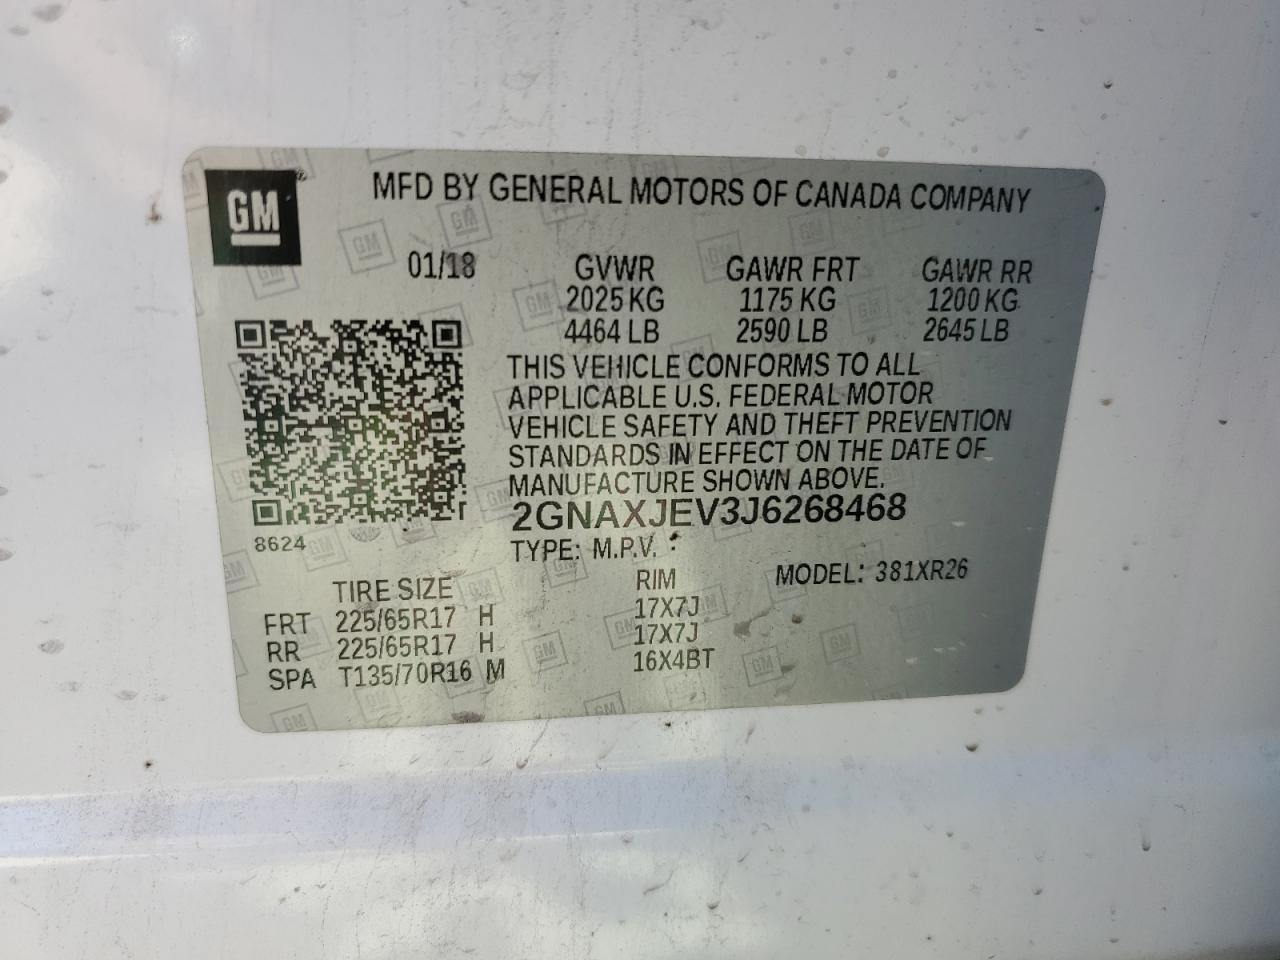 GM
MFD BY GENERAL MOTORS OF CANADA COMPANY
01/18 GVWR GAWR FRT GAWR RR
2025 KG 1175 KG 1200 KG
4464 LB 2590 LB 2645 LB
THIS VEHICLE CONFORMS TO ALL
APPLICABLE U.S. FEDERAL MOTOR
VEHICLE SAFETY AND THEFT PREVENTION
STANDARDS IN EFFECT ON THE DATE OF
MANUFACTURE SHOWN ABOVE.
2GNAXJEV3J6268468
8624
TYPE: M.P.V.
MODEL: 381XR26
TIRE SIZE RIM
FRT 225/65R17 H 17X7J
RR 225/65R17 H 17X7J
SPA T135/70R16 M 16X4BT